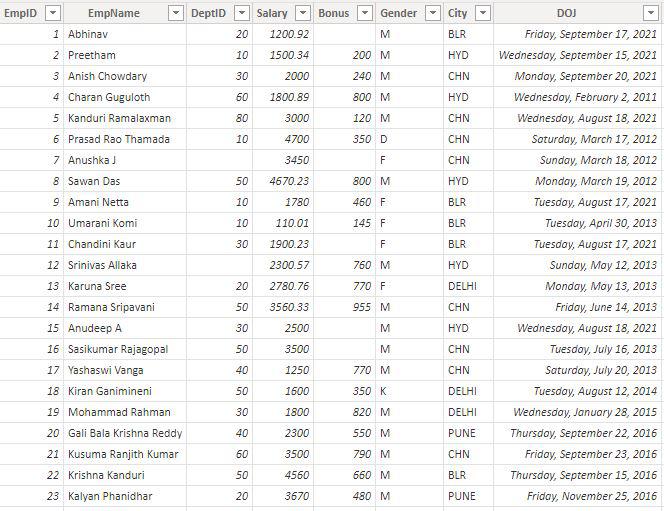 EmpID EmpName DeptID Salary Bonus Gender City DOJ
1 Abhinav 20 1200.92 M BLR Friday, September 17, 2021
2 Preetham 10 1500.34 200 M HYD Wednesday, September 15, 2021
3 Anish Chowdary 30 2000 240 M CHN Monday, September 20, 2021
4 Charan Guguloth 60 1800.89 800 M HYD Wednesday, February 2, 2011
5 Kanduri Ramalaxman 80 3000 120 M CHN Wednesday, August 18, 2021
6 Prasad Rao Thamada 10 4700 350 D CHN Saturday, March 17, 2012
7 Anushka J 3450 F CHN Sunday, March 18, 2012
8 Sawan Das 50 4670.23 800 M HYD Monday, March 19, 2012
9 Amani Netta 10 1780 460 F BLR Tuesday, August 17, 2021
10 Umarani Komi 10 110.01 145 F BLR Tuesday, April 30, 2013
11 Chandini Kaur 30 1900.23 F BLR Tuesday, August 17, 2021
12 Srinivas Allaka 2300.57 760 M HYD Sunday, May 12, 2013
13 Karuna Sree 20 2780.76 770 F DELHI Monday, May 13, 2013
14 Ramana Sripavani 50 3560.33 955 M CHN Friday, June 14, 2013
15 Anudeep A 30 2500 M HYD Wednesday, August 18, 2021
16 Sasikumar Rajagopal 50 3500 M CHN Tuesday, July 16, 2013
17 Yashaswi Vanga 40 1250 770 M CHN Saturday, July 20, 2013
18 Kiran Ganimineni 50 1600 350 K DELHI Tuesday, August 12, 2014
19 Mohammad Rahman 30 1800 820 M DELHI Wednesday, January 28, 2015
20 Gali Bala Krishna Reddy 40 2300 550 M PUNE Thursday, September 22, 2016
21 Kusuma Ranjith Kumar 60 3500 790 M CHN Friday, September 23, 2016
22 Krishna Kanduri 50 4560 660 M BLR Thursday, September 15, 2016
23 Kalyan Phanidhar 20 3670 480 M PUNE Friday, November 25, 2016